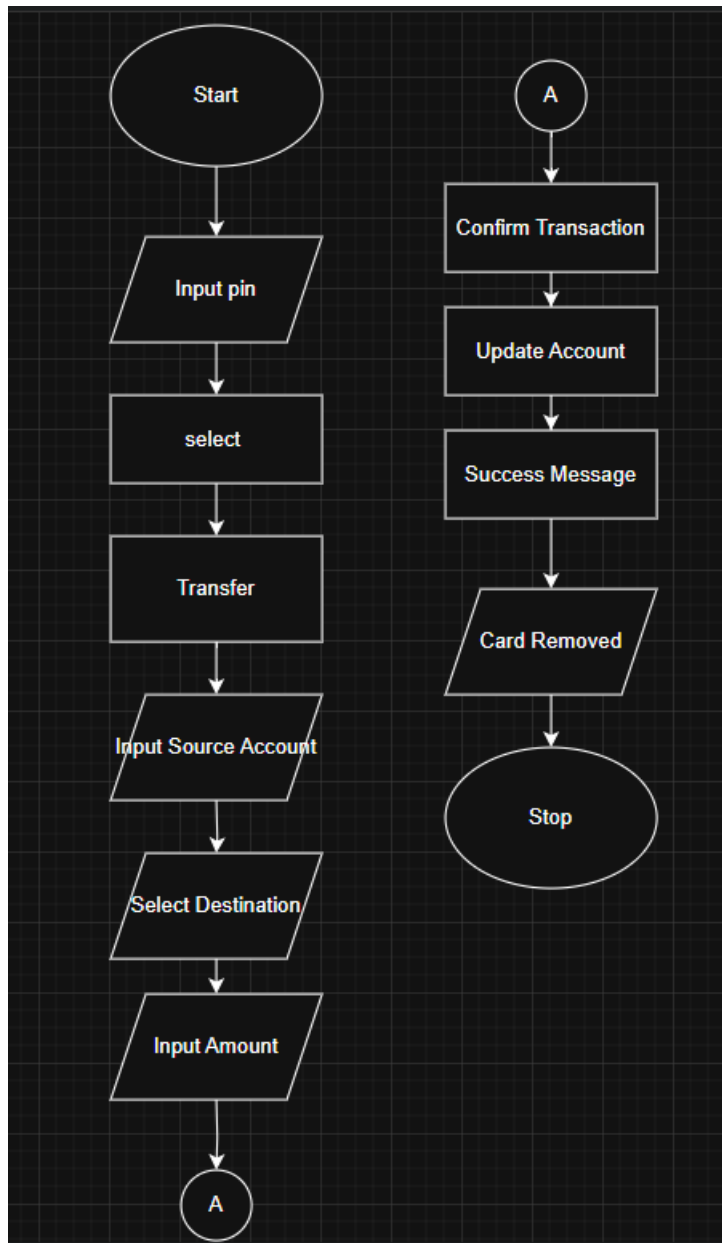 Start
Input pin
select
Transfer
Input Source Account
Select Destination
Input Amount
A
A
Confirm Transaction
Update Account
Success Message
Card Removed
Stop